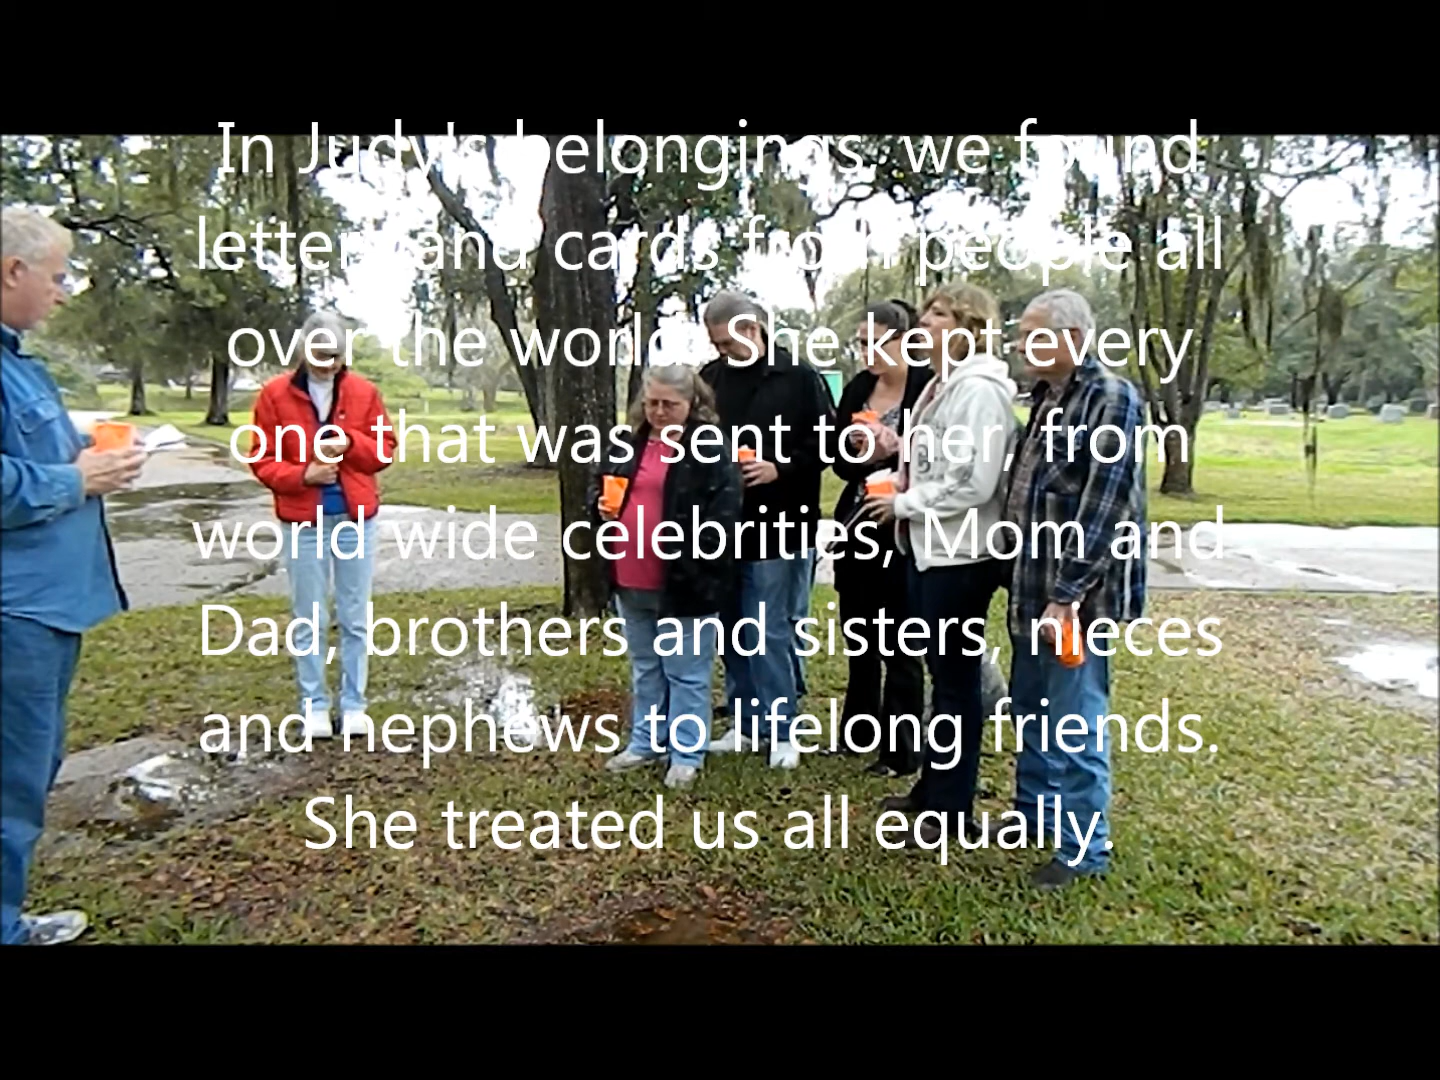 In Judy's belongings, we found
letters and cards from people all
over the world. She kept every
one that was sent to her, from
world wide celebrities, Mom and
Dad, brothers and sisters, nieces
and nephews to lifelong friends.
She treated us all equally.